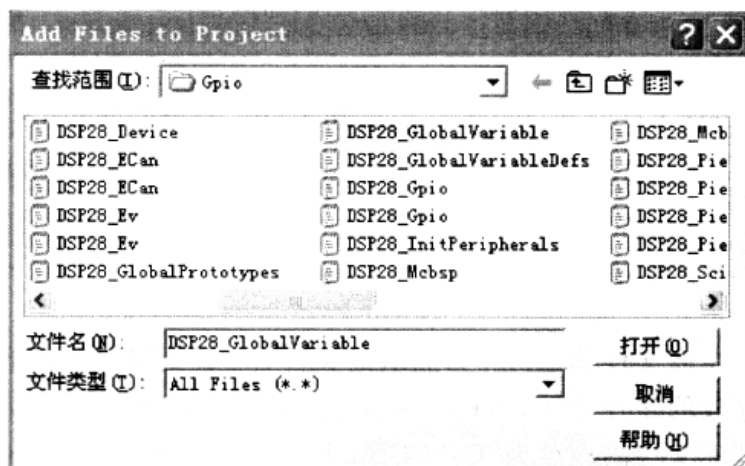 Add Files to Project
查找范围(I): Gpio
DSP28_Device DSP28_GlobalVariable DSP28_Mcb
DSP28_ECan DSP28_GlobalVariableDefs DSP28_Pie
DSP28_ECan DSP28_Gpio DSP28_Pie
DSP28_Ev DSP28_Gpio DSP28_Pie
DSP28_Ev DSP28_InitPeripherals DSP28_Pie
DSP28_GlobalPrototypes DSP28_Mcbsp DSP28_Sci
文件名(N): DSP28_GlobalVariable 打开(O)
文件类型(T): All Files (*.*) 取消
帮助(H)